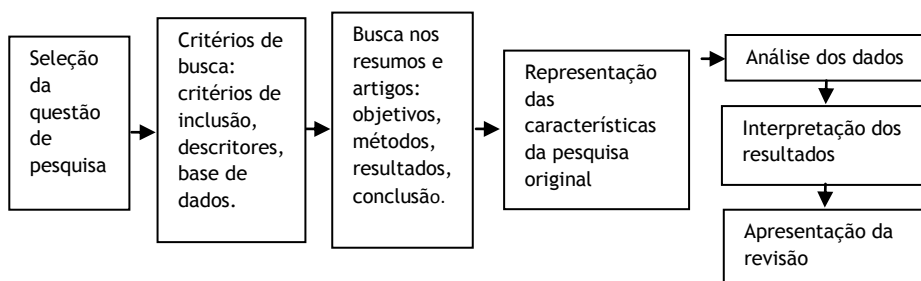 Seleção
da
questão
de
pesquisa
Critérios de
busca:
critérios de
inclusão,
descritores,
base de
dados.
Busca nos
resumos e
artigos:
objetivos,
métodos,
resultados,
conclusão.
Representação
das
características
da pesquisa
original
Análise dos dados
Interpretação dos
resultados
Apresentação da
revisão